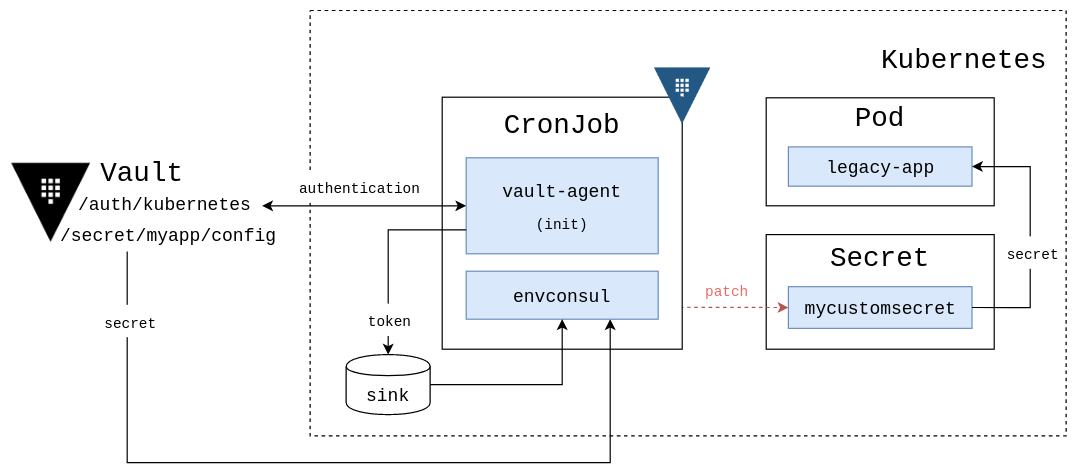 Kubernetes
CronJob
Pod
legacy-app
Vault
/auth/kubernetes
/secret/myapp/config
authentication
vault-agent
(init)
Secret
secret
envconsul
patch
mycustomsecret
secret
token
sink